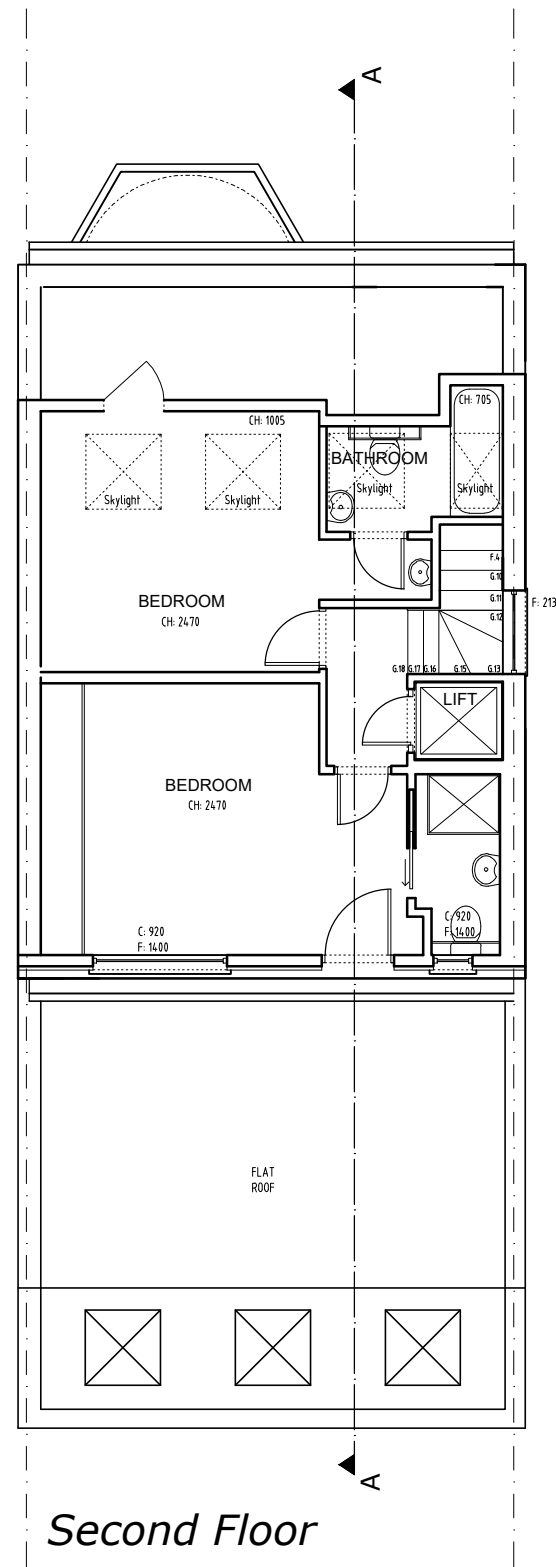 A
CH: 1005
CH: 705
BATHROOM
Skylight
Skylight
Skylight
Skylight
F.4
G.10
G.11
G.12
F: 213
BEDROOM
CH: 2470
G.18
G.17
G.16
G.15
G.13
LIFT
BEDROOM
CH: 2470
C: 920
F: 1400
C: 920
F: 1400
FLAT
ROOF
A
Second Floor